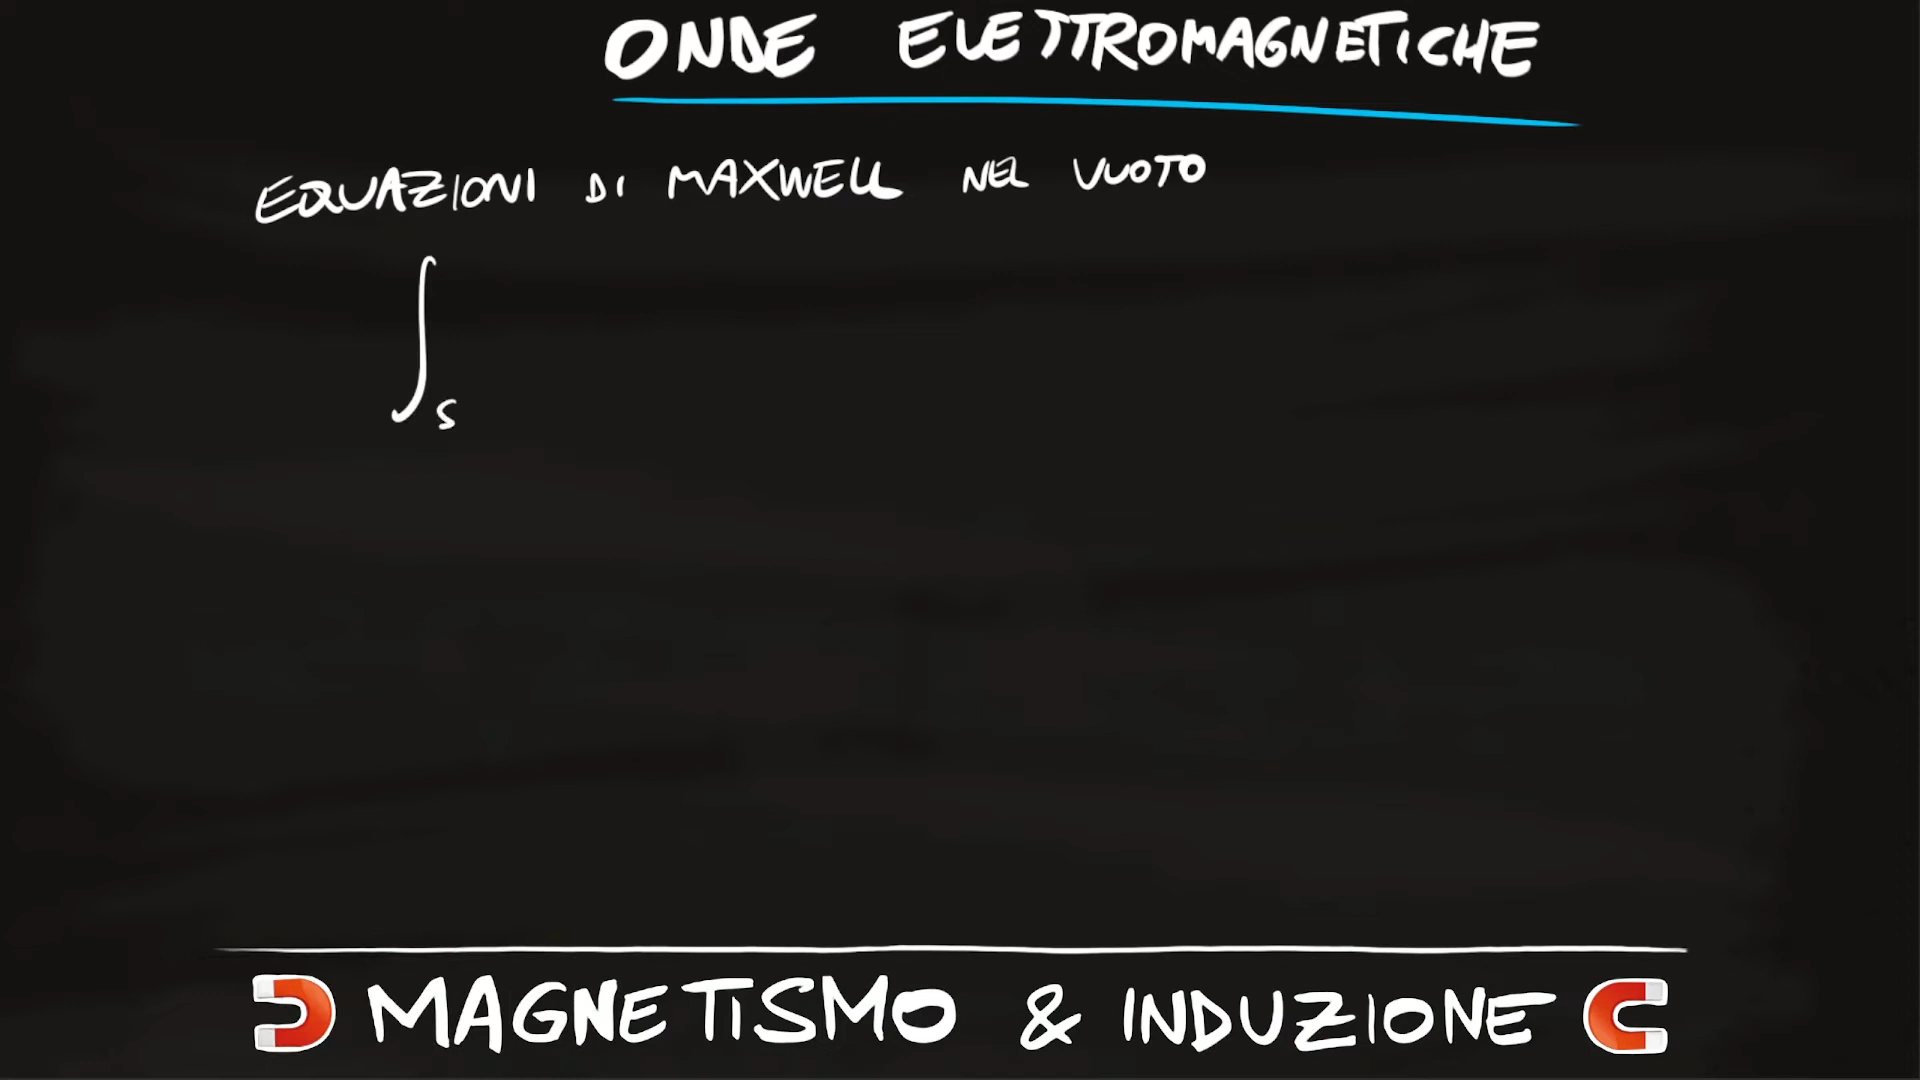 ONDE ELETTROMAGNETICHE
EQUAZIONI DI MAXWELL NEL VUOTO
∫S
MAGNETISMO & INDUZIONE